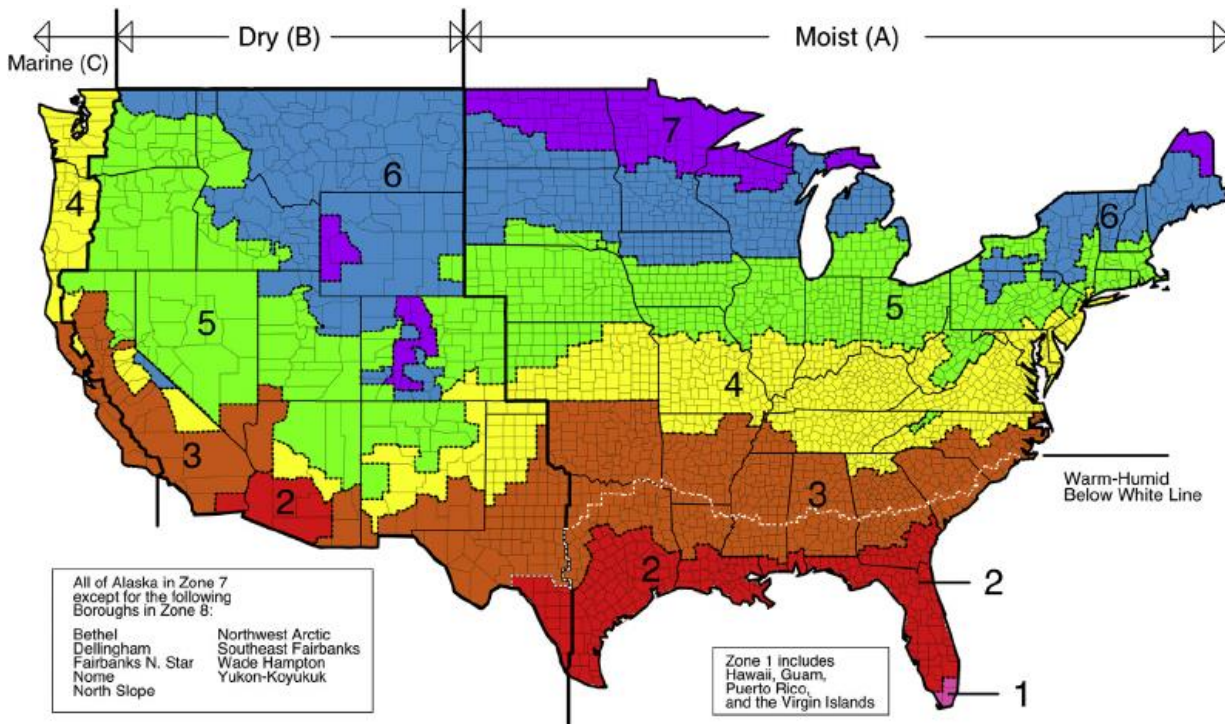 Marine (C)
Dry (B)
Moist (A)
7
6
4
6
5
5
4
3
3
2
2
2
1
Warm-Humid
Below White Line
All of Alaska in Zone 7
except for the following
Boroughs in Zone 8:
Bethel
Dellingham
Fairbanks N. Star
Nome
North Slope
Northwest Arctic
Southeast Fairbanks
Wade Hampton
Yukon-Koyukuk
Zone 1 includes
Hawaii, Guam,
Puerto Rico,
and the Virgin Islands